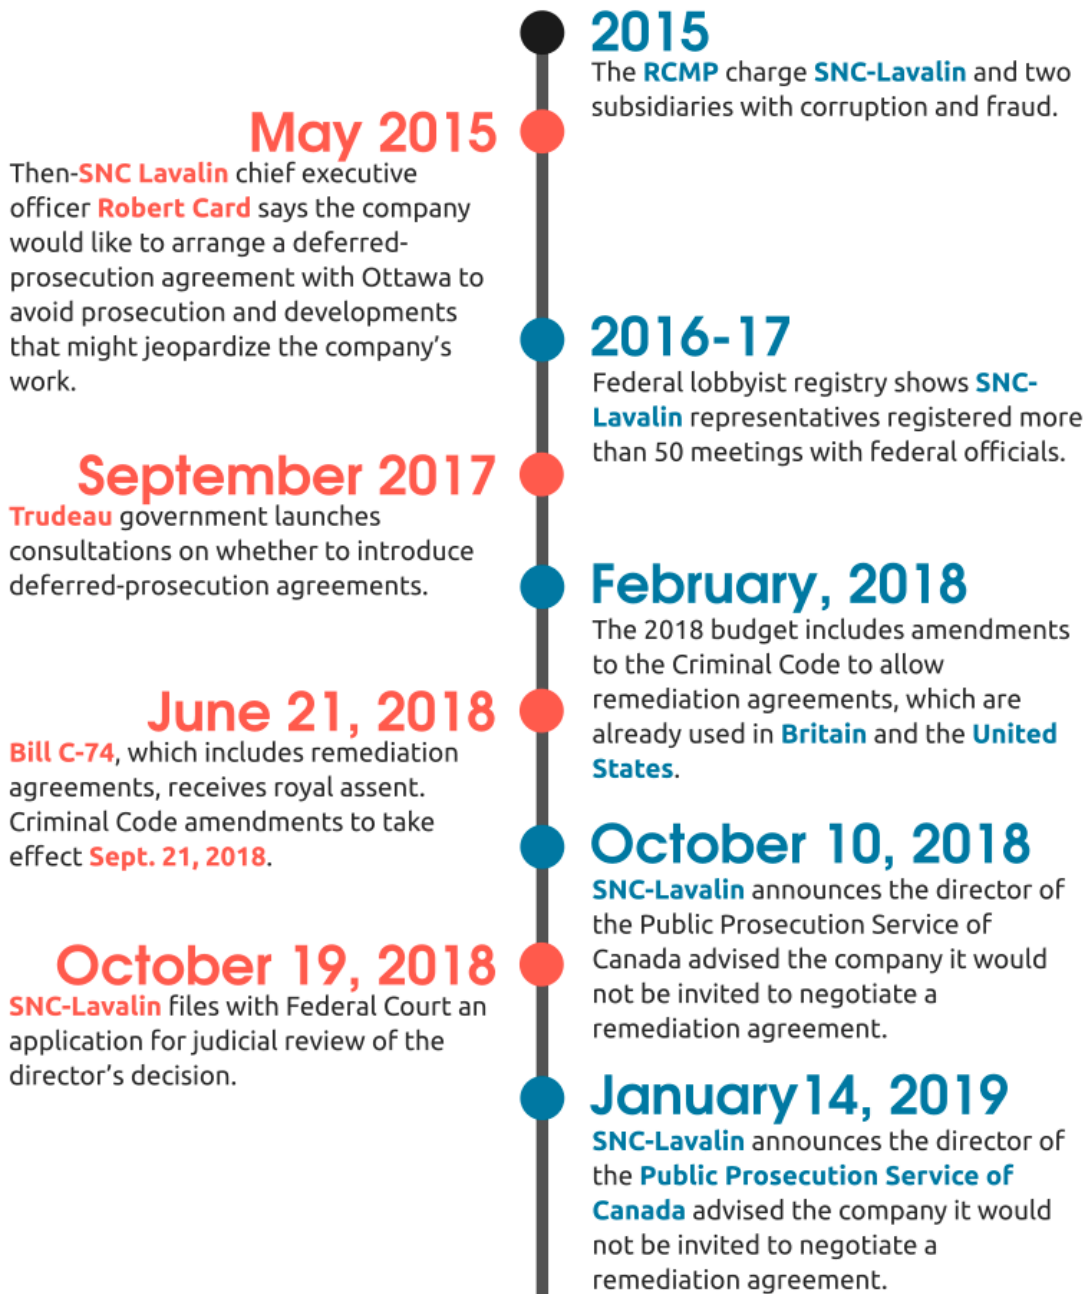 2015
The RCMP charge SNC-Lavalin and two
subsidiaries with corruption and fraud.
May 2015
Then-SNC Lavalin chief executive
officer Robert Card says the company
would like to arrange a deferred-
prosecution agreement with Ottawa to
avoid prosecution and developments
that might jeopardize the company's
work.
2016-17
Federal lobbyist registry shows SNC-
Lavalin representatives registered more
than 50 meetings with federal officials.
September 2017
Trudeau government launches
consultations on whether to introduce
deferred-prosecution agreements.
February, 2018
The 2018 budget includes amendments
to the Criminal Code to allow
remediation agreements, which are
already used in Britain and the United
States.
June 21, 2018
Bill C-74, which includes remediation
agreements, receives royal assent.
Criminal Code amendments to take
effect Sept. 21, 2018.
October 10, 2018
SNC-Lavalin announces the director of
the Public Prosecution Service of
Canada advised the company it would
not be invited to negotiate a
remediation agreement.
October 19, 2018
SNC-Lavalin files with Federal Court an
application for judicial review of the
director's decision.
January 14, 2019
SNC-Lavalin announces the director of
the Public Prosecution Service of
Canada advised the company it would
not be invited to negotiate a
remediation agreement.